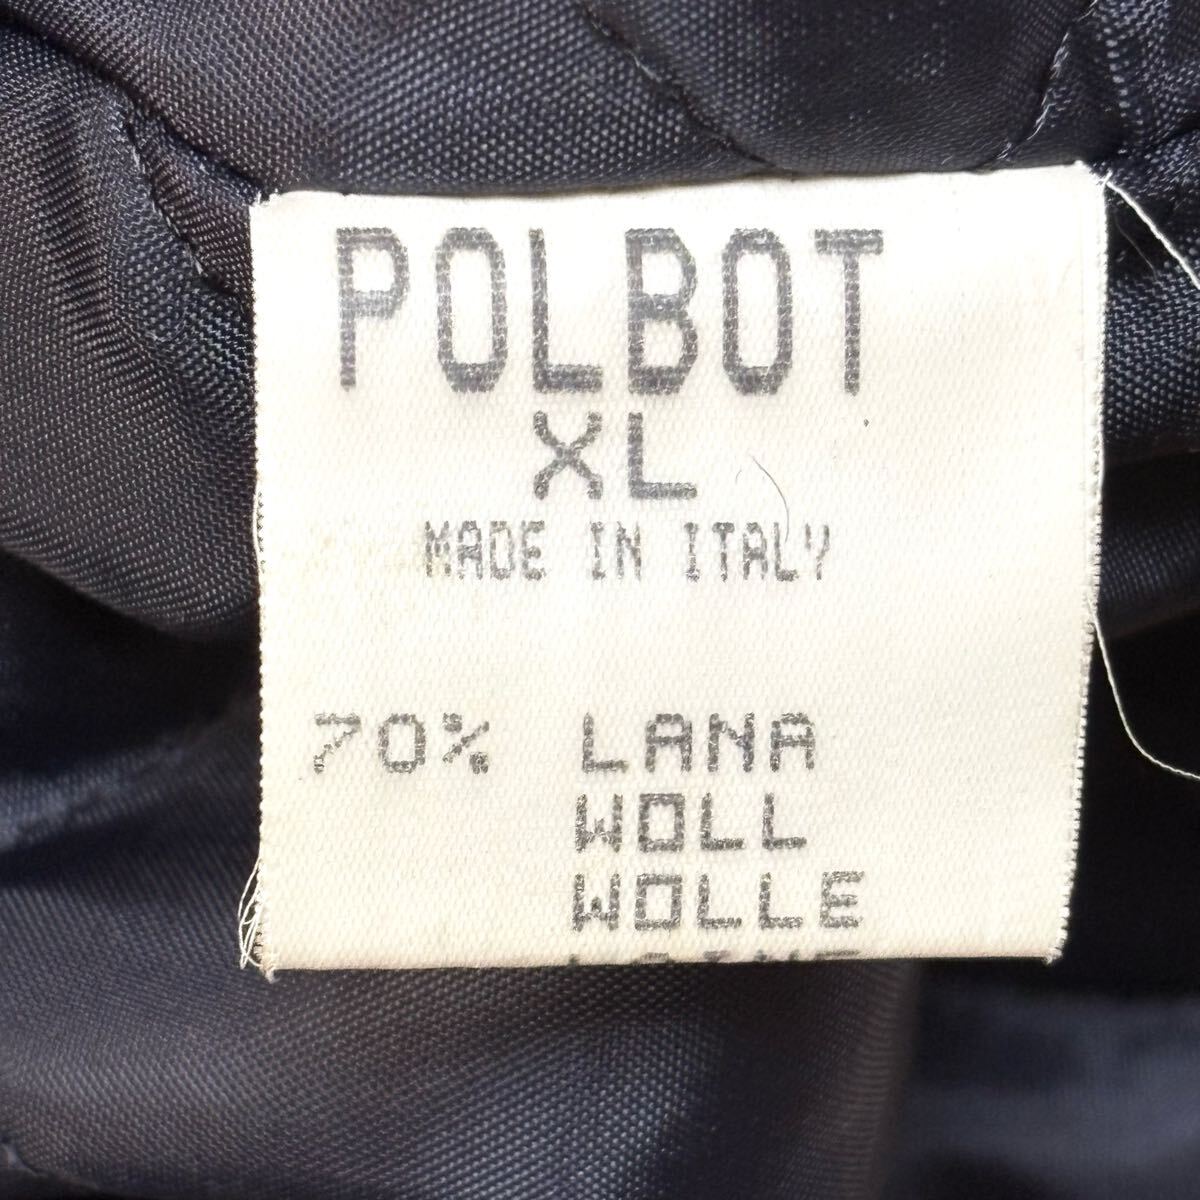 POLBOT
XL
MADE IN ITALY
70% LANA
WOLL
WOLLE